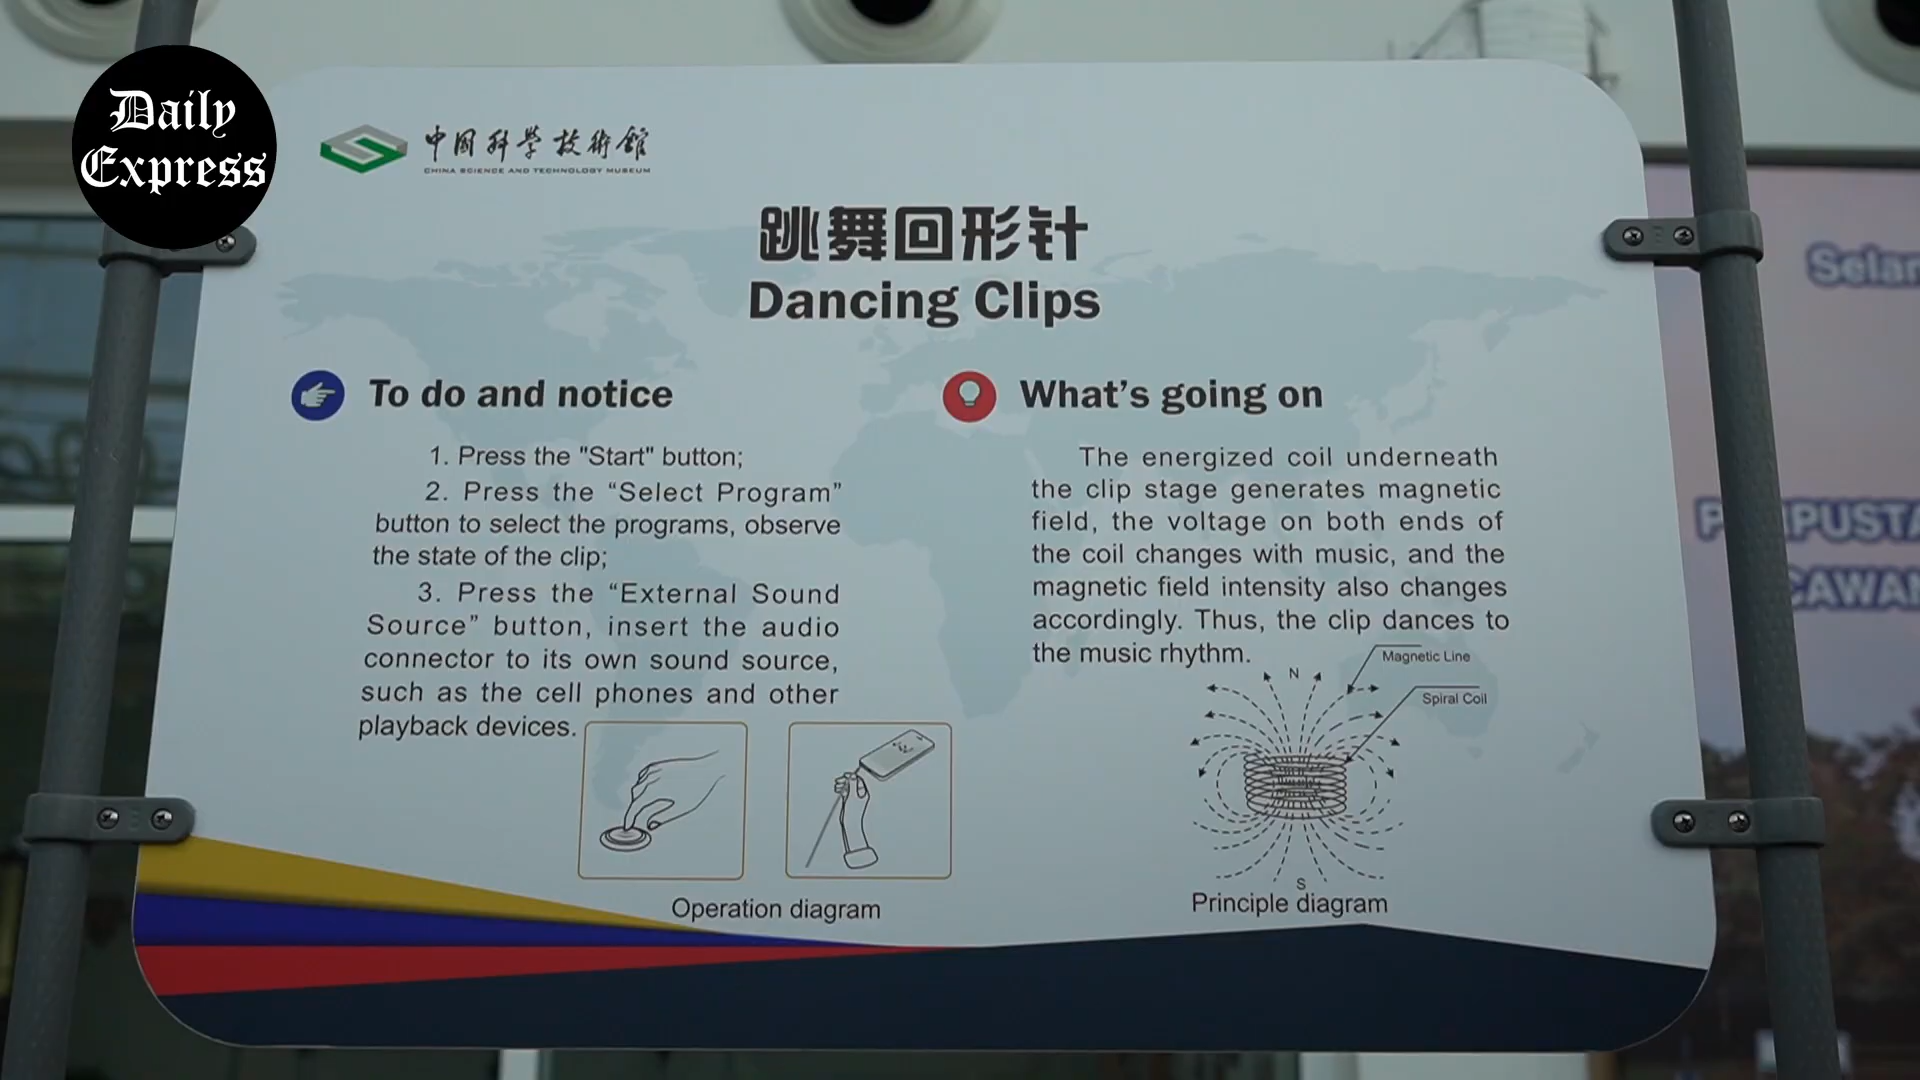 Daily
Express
中国科学技術館
CHINA SCIENCE AND TECHNOLOGY MUSEUM
跳舞回形针
Dancing Clips
To do and notice
1. Press the "Start" button;
2. Press the “Select Program”
button to select the programs, observe
the state of the clip;
3. Press the “External Sound
Source” button, insert the audio
connector to its own sound source,
such as the cell phones and other
playback devices.
Operation diagram
What’s going on
The energized coil underneath
the clip stage generates magnetic
field, the voltage on both ends of
the coil changes with music, and the
magnetic field intensity also changes
accordingly. Thus, the clip dances to
the music rhythm.
Magnetic Line
N
Spiral Coil
S
Principle diagram